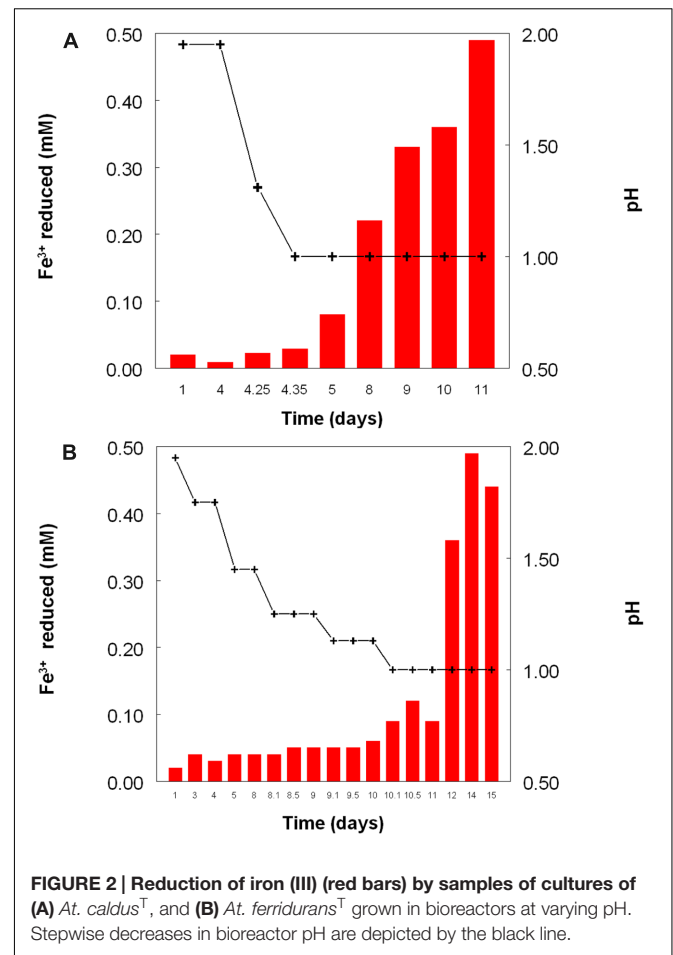 A
0.50
0.40
0.30
0.20
0.10
0.00
Fe³⁺ reduced (mM)
2.00
1.50
1.00
0.50
pH
1 4 4.25 4.35 5 8 9 10 11
Time (days)
B
0.50
0.40
0.30
0.20
0.10
0.00
Fe³⁺ reduced (mM)
2.00
1.50
1.00
0.50
pH
1 3 4 5 8 8.1 8.5 9 9.1 9.5 10 10.1 10.5 11 12 14 15
Time (days)
FIGURE 2 | Reduction of iron (III) (red bars) by samples of cultures of
(A) At. caldusᵀ, and (B) At. ferriduransᵀ grown in bioreactors at varying pH.
Stepwise decreases in bioreactor pH are depicted by the black line.